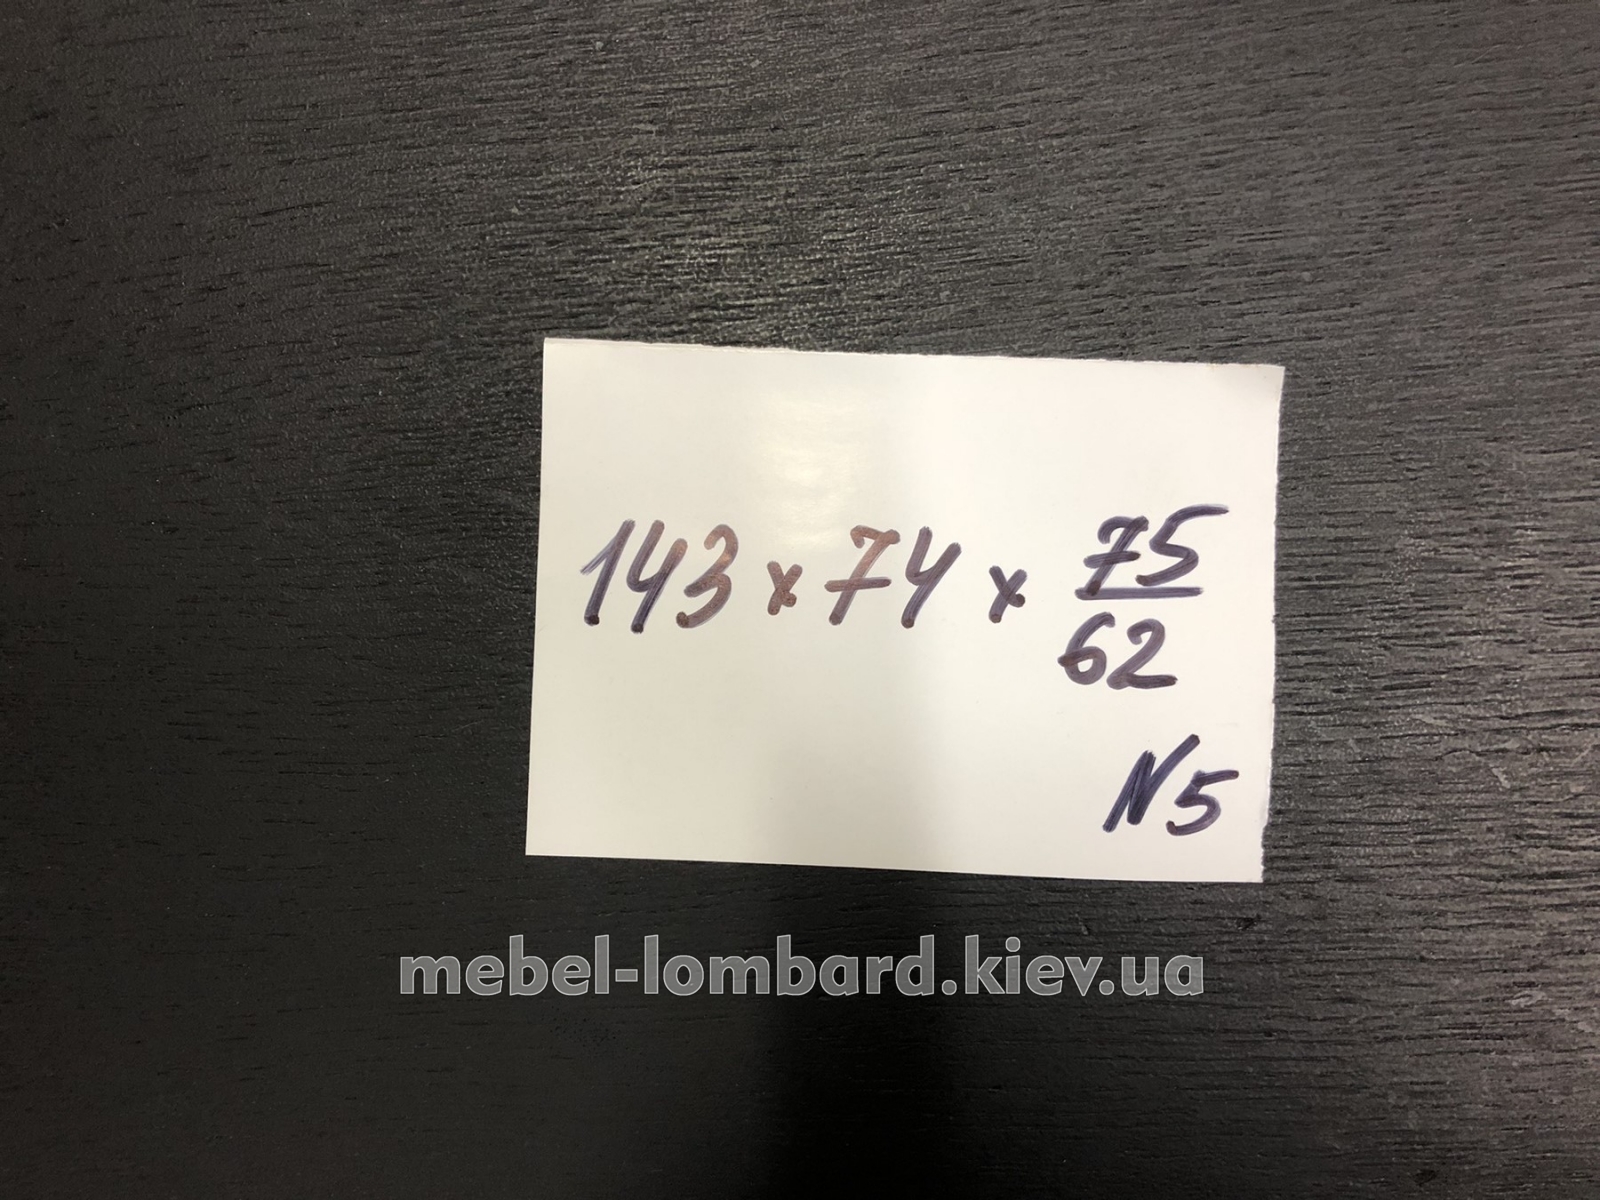 143 x 74 x 75
62
N5
mebel-lombard.kiev.ua